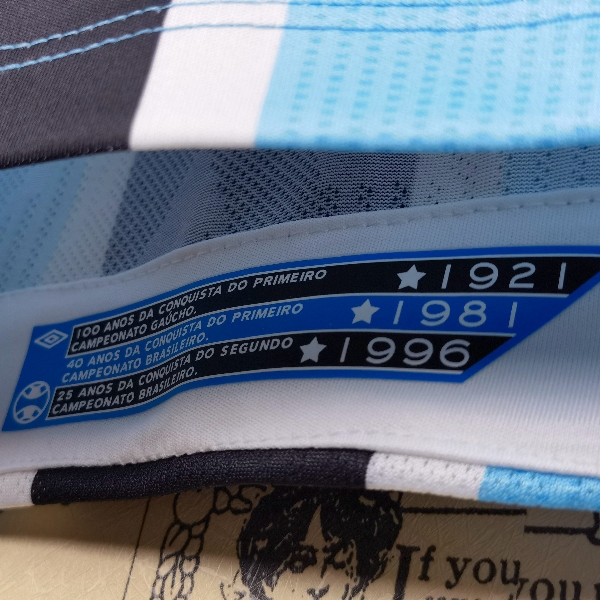 100 ANOS DA CONQUISTA DO PRIMEIRO
CAMPEONATO GAÚCHO.
★1921
40 ANOS DA CONQUISTA DO PRIMEIRO
CAMPEONATO BRASILEIRO.
★1981
25 ANOS DA CONQUISTA DO SEGUNDO
CAMPEONATO BRASILEIRO.
★1996
If you
you